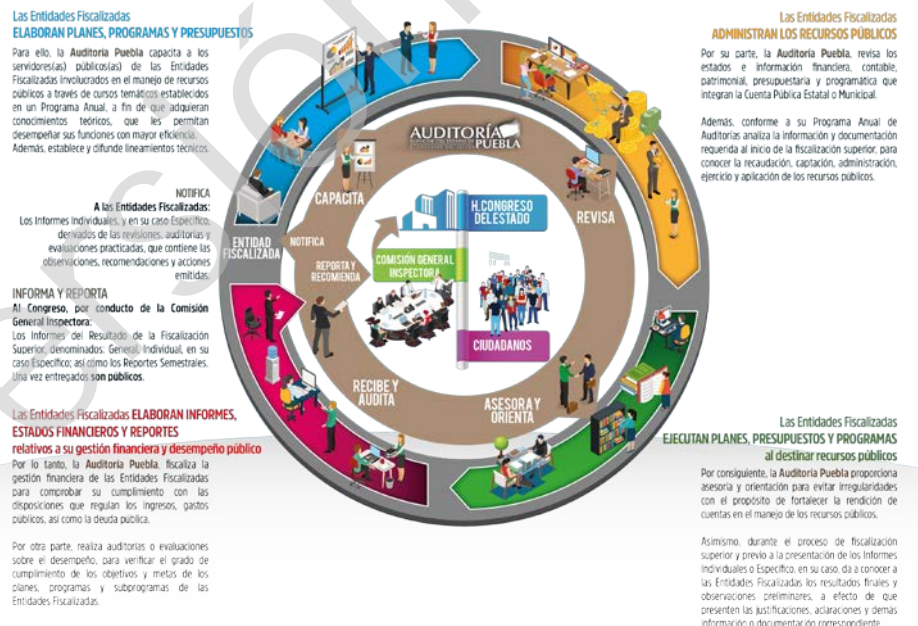 Las Entidades Fiscalizadas
ELABORAN PLANES, PROGRAMAS Y PRESUPUESTOS
Para ello, la Auditoría Puebla capacita a los
servidores(as) públicos(as) de las Entidades
Fiscalizadas involucrados en el manejo de recursos
públicos a través de cursos temáticos establecidos
en un Programa Anual, a fin de que adquieran
conocimientos teóricos, que les permitan
desempeñar sus funciones con mayor eficiencia.
Además, establece y difunde lineamientos técnicos.
NOTIFICA
A las Entidades Fiscalizadas:
Los Informes Individuales, y en su caso Específico,
derivados de las revisiones, auditorías y
evaluaciones practicadas, que contiene las
observaciones, recomendaciones y acciones
emitidas.
INFORMA Y REPORTA
Al Congreso, por conducto de la Comisión
General Inspectora:
Los Informes del Resultado de la Fiscalización
Superior, denominados: General, Individual, en su
caso Específico; así como los Reportes Semestrales.
Una vez entregados son públicos.
Las Entidades Fiscalizadas ELABORAN INFORMES,
ESTADOS FINANCIEROS Y REPORTES
relativos a su gestión financiera y desempeño público
Por lo tanto, la Auditoría Puebla, fiscaliza la
gestión financiera de las Entidades Fiscalizadas
para comprobar su cumplimiento con las
disposiciones que regulan los ingresos, gastos
públicos, así como la deuda pública.
Por otra parte, realiza auditorías o evaluaciones
sobre el desempeño, para verificar el grado de
cumplimiento de los objetivos y metas de los
planes, programas y subprogramas de las
Entidades Fiscalizadas.
AUDITORÍA
PUEBLA
CAPACITA
REVISA
H. CONGRESO
DEL ESTADO
ENTIDAD
FISCALIZADA
NOTIFICA
REPORTA Y
RECOMIENDA
COMISIÓN GENERAL
INSPECTORA
CIUDADANOS
RECIBE Y
AUDITA
ASESORA Y
ORIENTA
Las Entidades Fiscalizadas
ADMINISTRAN LOS RECURSOS PÚBLICOS
Por su parte, la Auditoría Puebla, revisa los
estados e información financiera, contable,
patrimonial, presupuestaria y programática que
integran la Cuenta Pública Estatal o Municipal.
Además, conforme a su Programa Anual de
Auditorías analiza la información y documentación
requerida al inicio de la fiscalización superior, para
conocer la recaudación, captación, administración,
ejercicio y aplicación de los recursos públicos.
Las Entidades Fiscalizadas
EJECUTAN PLANES, PRESUPUESTOS Y PROGRAMAS
al destinar recursos públicos
Por consiguiente, la Auditoría Puebla proporciona
asesoría y orientación para evitar irregularidades
con el propósito de fortalecer la rendición de
cuentas en el manejo de los recursos públicos.
Asimismo, durante el proceso de fiscalización
superior y previo a la presentación de los Informes
Individuales o Específico, en su caso, da a conocer a
las Entidades Fiscalizadas los resultados finales y
observaciones preliminares, a efecto de que
presenten las justificaciones, aclaraciones y demás
información o documentación correspondiente.